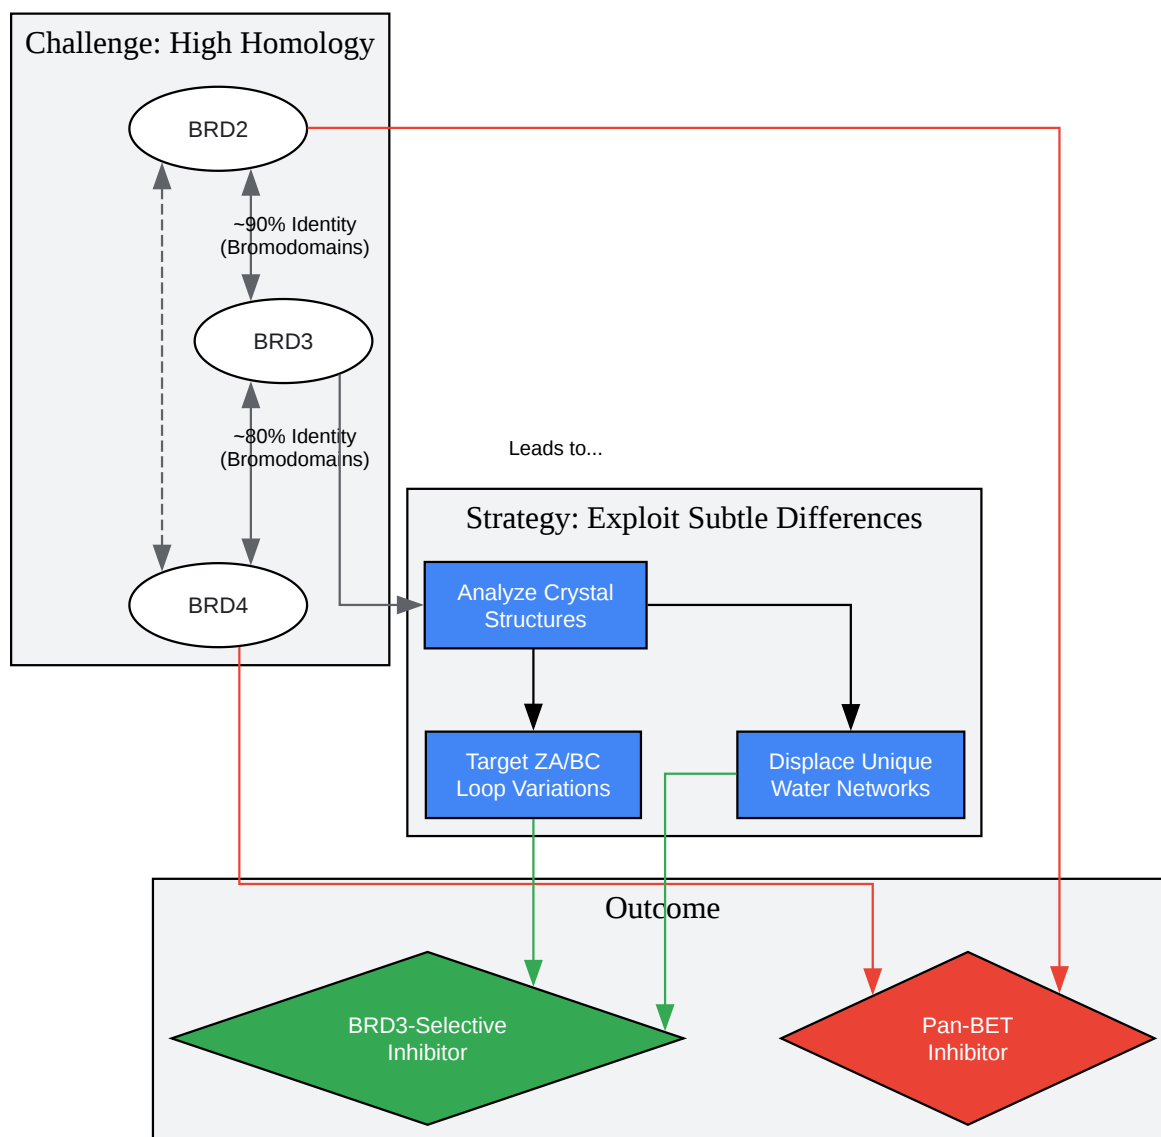 Challenge: High Homology
BRD2
~90% Identity
(Bromodomains)
BRD3
~80% Identity
(Bromodomains)
BRD4
Leads to...
Strategy: Exploit Subtle Differences
Analyze Crystal
Structures
Target ZA/BC
Loop Variations
Displace Unique
Water Networks
Outcome
BRD3-Selective
Inhibitor
Pan-BET
Inhibitor